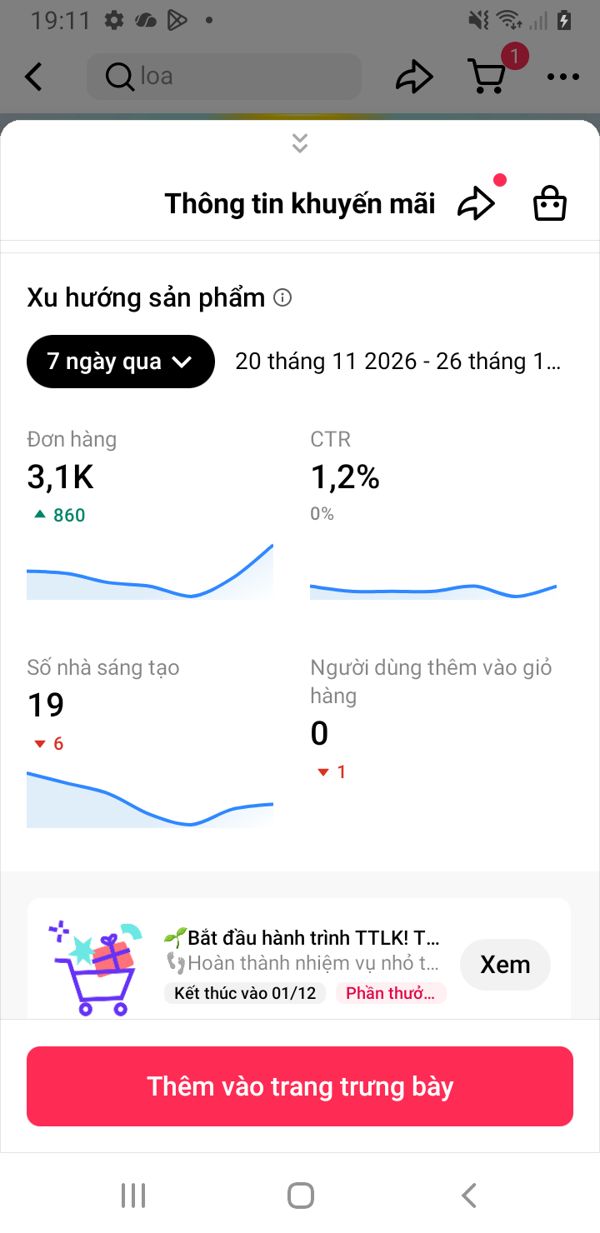 19:11
loa
1
Thông tin khuyến mãi
Xu hướng sản phẩm
7 ngày qua
20 tháng 11 2026 - 26 tháng 1...
Đơn hàng
3,1K
860
CTR
1,2%
0%
Số nhà sáng tạo
19
6
Người dùng thêm vào giỏ
hàng
0
1
Bắt đầu hành trình TTLK! T...
Hoàn thành nhiệm vụ nhỏ t...
Kết thúc vào 01/12
Phần thưở...
Xem
Thêm vào trang trưng bày